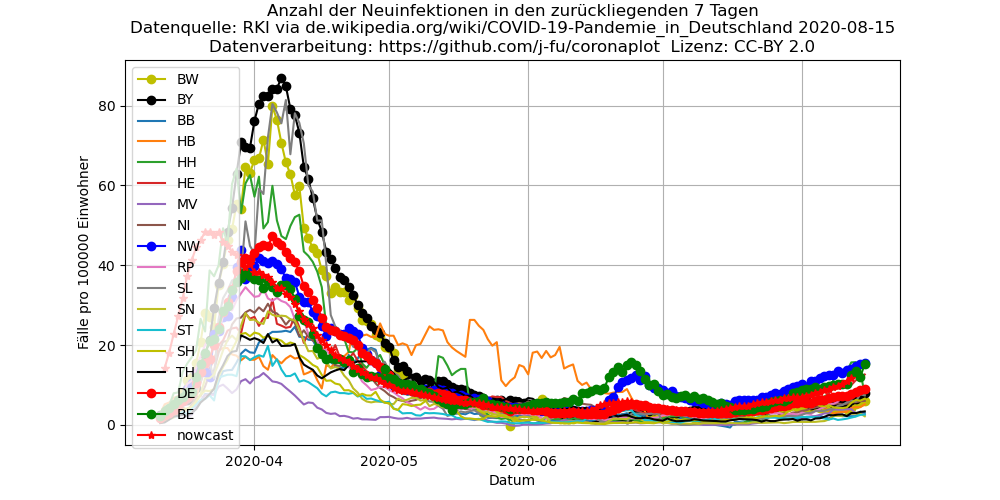 Anzahl der Neuinfektionen in den zurückliegenden 7 Tagen
Datenquelle: RKI via de.wikipedia.org/wiki/COVID-19-Pandemie_in_Deutschland 2020-08-15
Datenverarbeitung: https://github.com/j-fu/coronaplot  Lizenz: CC-BY 2.0
Fälle pro 100000 Einwohner
80
60
40
20
0
BW
BY
BB
HB
HH
HE
MV
NI
NW
RP
SL
SN
ST
SH
TH
DE
BE
nowcast
2020-04
2020-05
2020-06
2020-07
2020-08
Datum